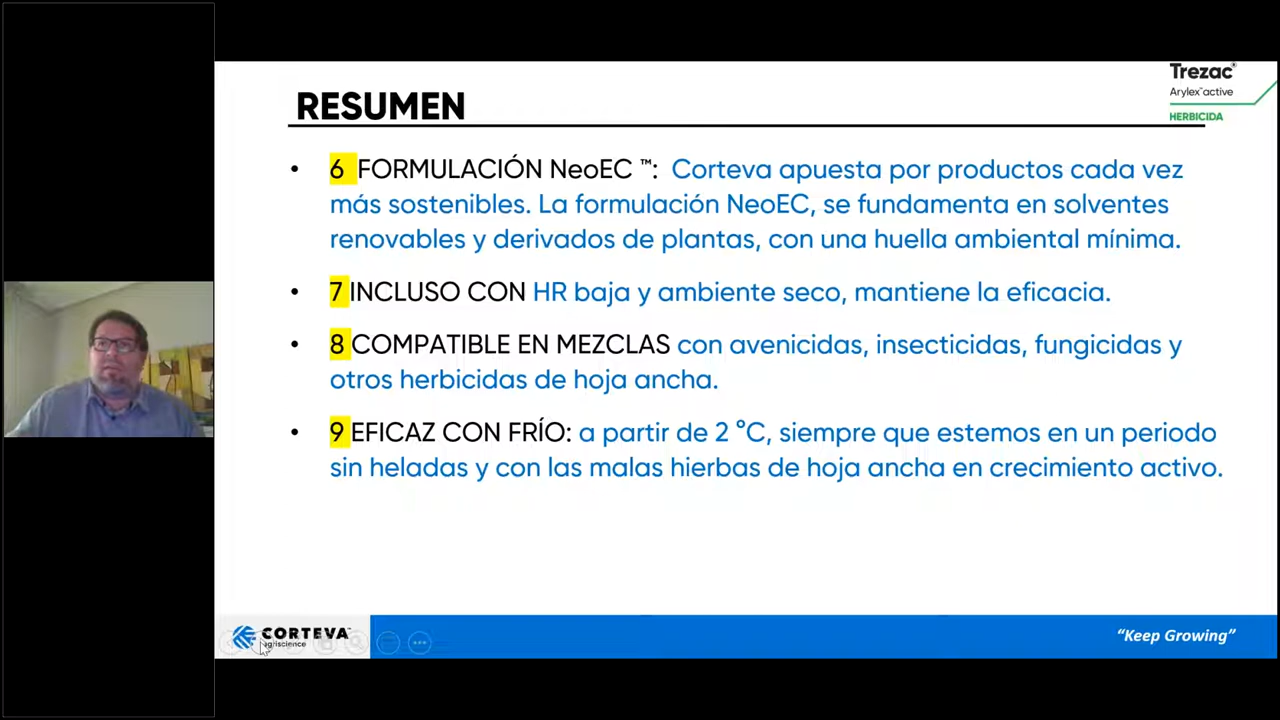 Trezac®
Arylex™active
HERBICIDA
RESUMEN
• 6 FORMULACIÓN NeoEC ™: Corteva apuesta por productos cada vez
más sostenibles. La formulación NeoEC, se fundamenta en solventes
renovables y derivados de plantas, con una huella ambiental mínima.
• 7 INCLUSO CON HR baja y ambiente seco, mantiene la eficacia.
• 8 COMPATIBLE EN MEZCLAS con avenicidas, insecticidas, fungicidas y
otros herbicidas de hoja ancha.
• 9 EFICAZ CON FRÍO: a partir de 2 °C, siempre que estemos en un periodo
sin heladas y con las malas hierbas de hoja ancha en crecimiento activo.
CORTEVA™
agriscience
“Keep Growing”